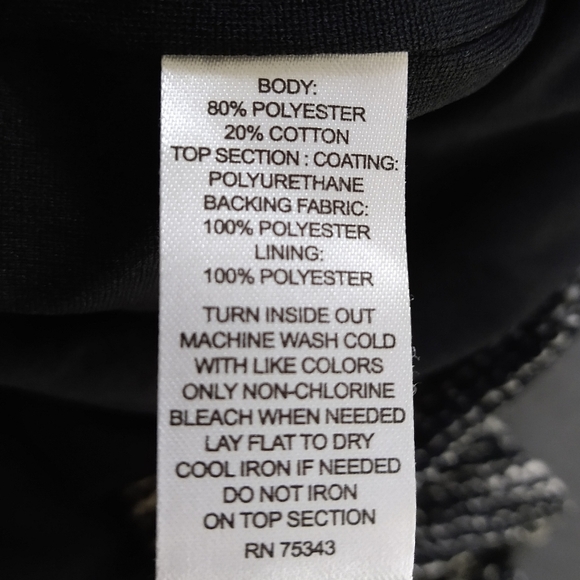 BODY:
80% POLYESTER
20% COTTON
TOP SECTION : COATING:
POLYURETHANE
BACKING FABRIC:
100% POLYESTER
LINING:
100% POLYESTER
TURN INSIDE OUT
MACHINE WASH COLD
WITH LIKE COLORS
ONLY NON-CHLORINE
BLEACH WHEN NEEDED
LAY FLAT TO DRY
COOL IRON IF NEEDED
DO NOT IRON
ON TOP SECTION
RN 75343